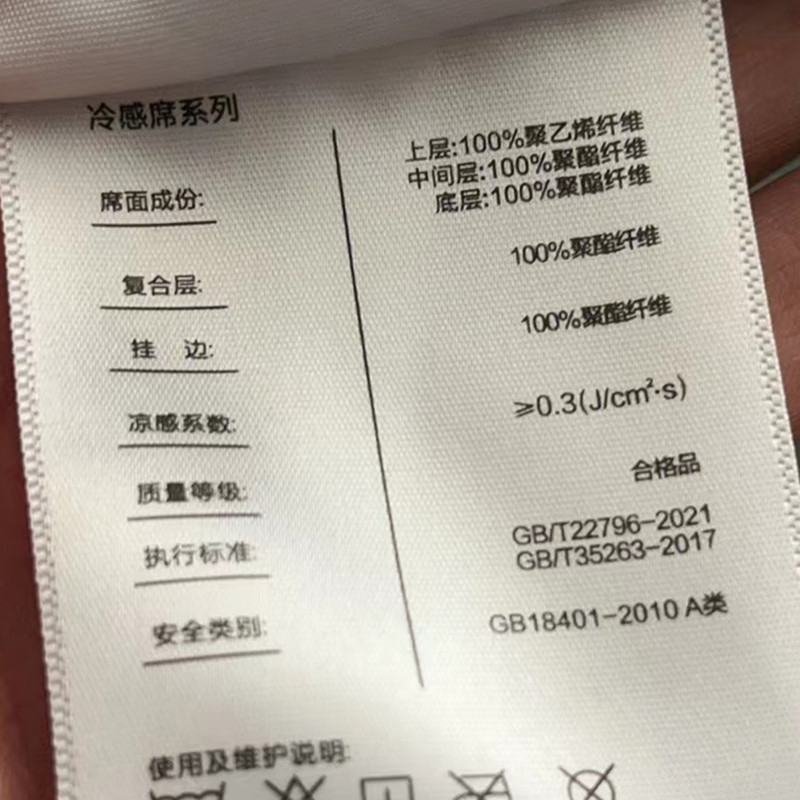 冷感席系列
席面成份:
上层:100%聚乙烯纤维
中间层:100%聚酯纤维
底层:100%聚酯纤维
复合层:
100%聚酯纤维
挂 边:
100%聚酯纤维
凉感系数:
≥0.3(J/cm²·s)
质量等级:
合格品
执行标准:
GB/T22796-2021
GB/T35263-2017
安全类别:
GB18401-2010 A类
使用及维护说明: